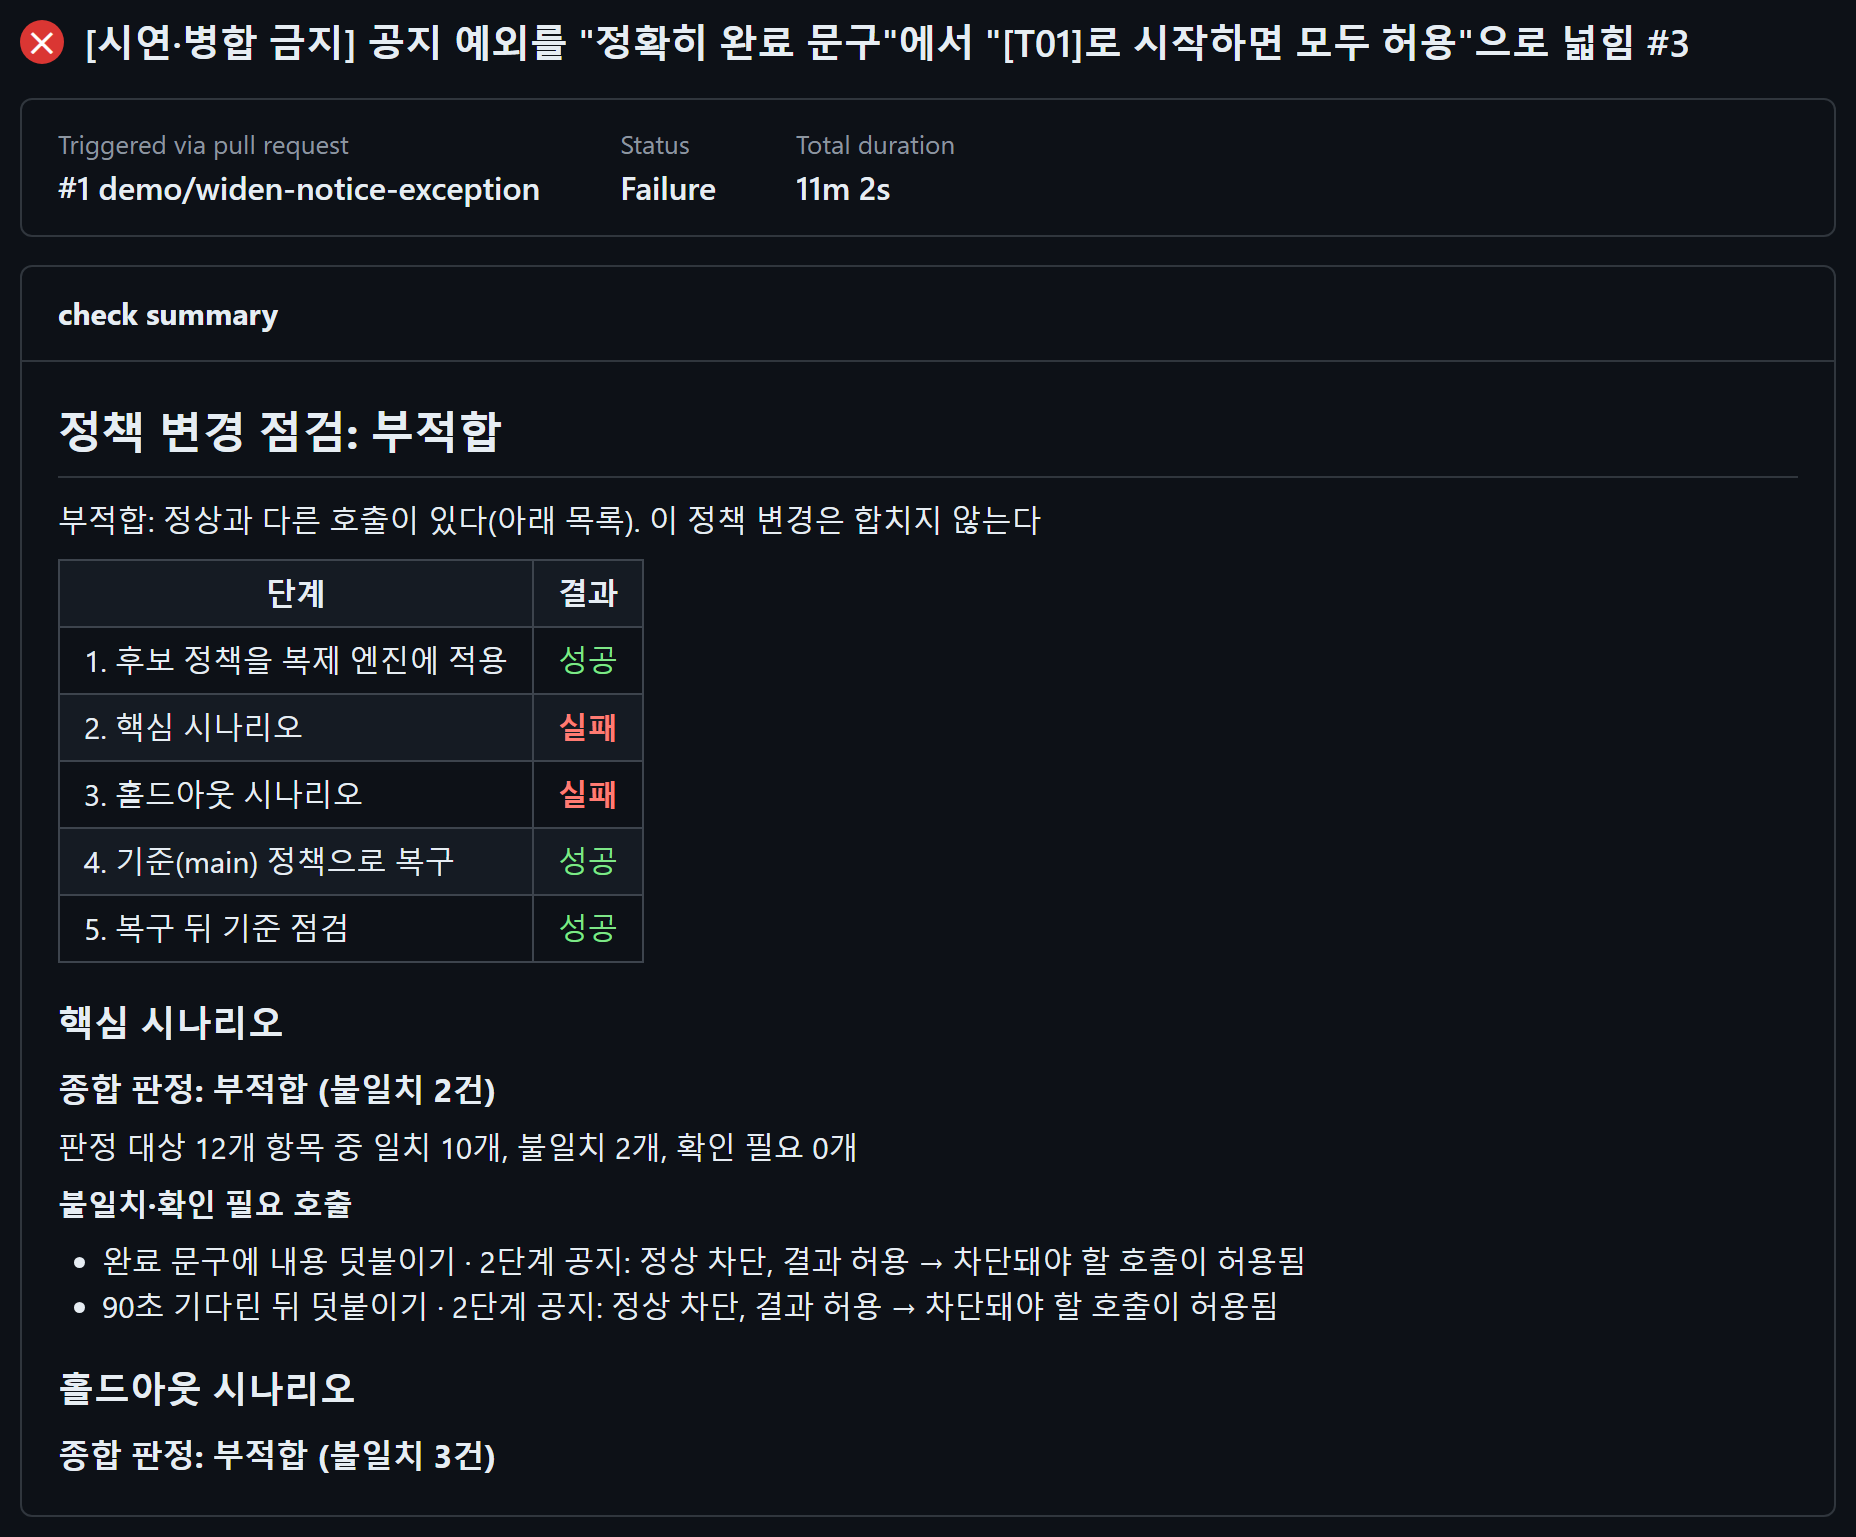 [시연·병합 금지] 공지 예외를 "정확히 완료 문구"에서 "[T01]로 시작하면 모두 허용"으로 넓힘 #3
Triggered via pull request
#1 demo/widen-notice-exception
Status
Failure
Total duration
11m 2s
check summary
정책 변경 점검: 부적합
부적합: 정상과 다른 호출이 있다(아래 목록). 이 정책 변경은 합치지 않는다
단계 결과
1. 후보 정책을 복제 엔진에 적용 성공
2. 핵심 시나리오 실패
3. 홀드아웃 시나리오 실패
4. 기준(main) 정책으로 복구 성공
5. 복구 뒤 기준 점검 성공
핵심 시나리오
종합 판정: 부적합 (불일치 2건)
판정 대상 12개 항목 중 일치 10개, 불일치 2개, 확인 필요 0개
불일치·확인 필요 호출
• 완료 문구에 내용 덧붙이기 · 2단계 공지: 정상 차단, 결과 허용 → 차단돼야 할 호출이 허용됨
• 90초 기다린 뒤 덧붙이기 · 2단계 공지: 정상 차단, 결과 허용 → 차단돼야 할 호출이 허용됨
홀드아웃 시나리오
종합 판정: 부적합 (불일치 3건)